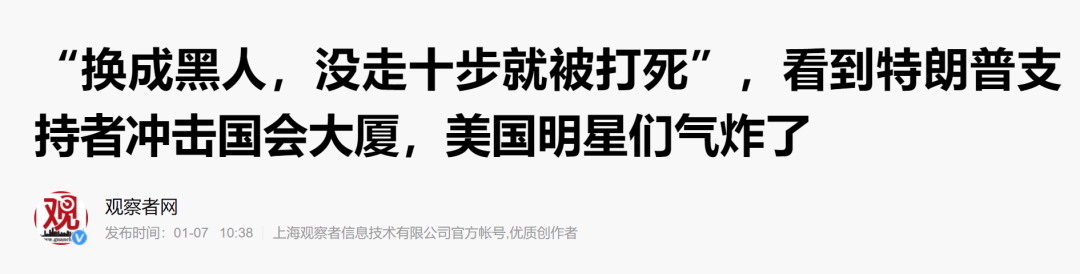 “换成黑人，没走十步就被打死”，看到特朗普支
持者冲击国会大厦，美国明星们气炸了
观
观察者网
发布时间：01-07 10:38 上海观察者信息技术有限公司官方帐号,优质创作者